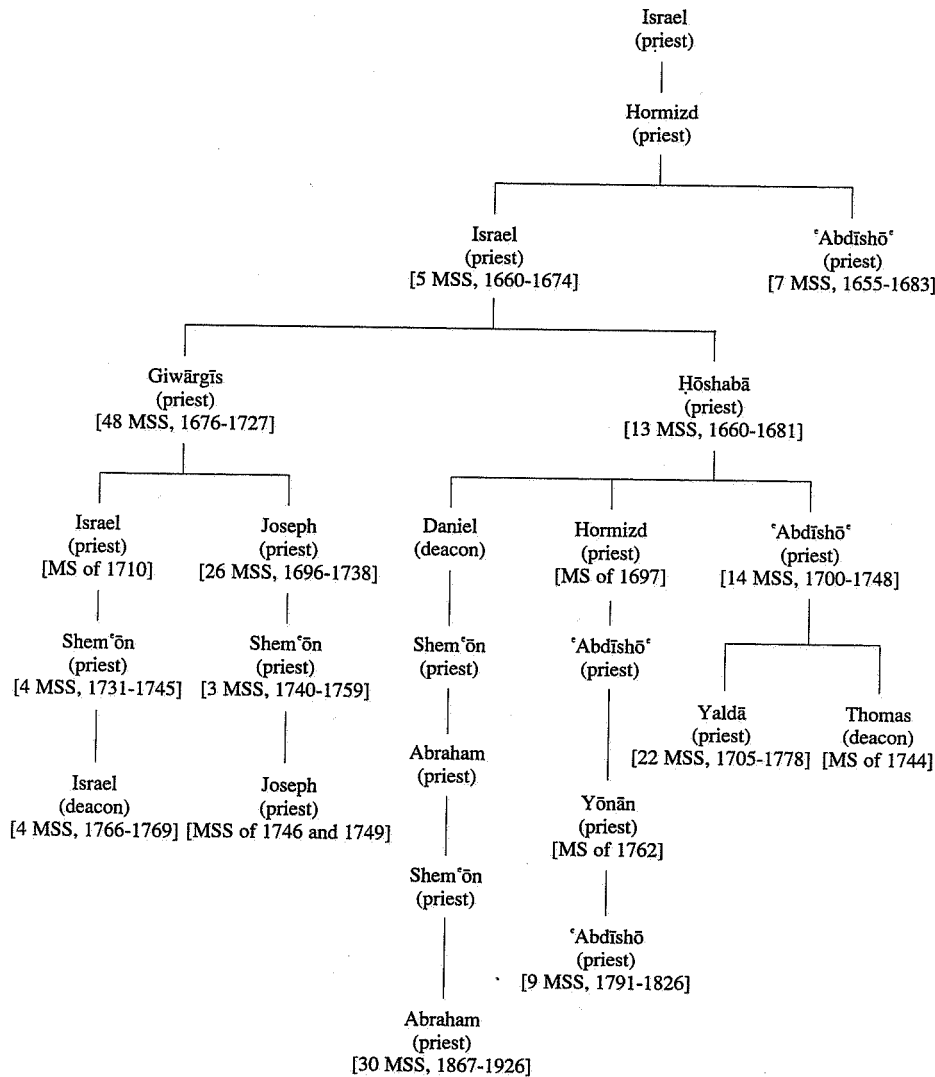 Israel
(priest)
Hormizd
(priest)
Israel
(priest)
[5 MSS, 1660-1674]
ʿAbdīshōʿ
(priest)
[7 MSS, 1655-1683]
Giwārgīs
(priest)
[48 MSS, 1676-1727]
Ḥōshabā
(priest)
[13 MSS, 1660-1681]
Israel
(priest)
[MS of 1710]
Joseph
(priest)
[26 MSS, 1696-1738]
Daniel
(deacon)
Hormizd
(priest)
[MS of 1697]
ʿAbdīshōʿ
(priest)
[14 MSS, 1700-1748]
Shemʿōn
(priest)
[4 MSS, 1731-1745]
Shemʿōn
(priest)
[3 MSS, 1740-1759]
Shemʿōn
(priest)
ʿAbdīshōʿ
(priest)
Yaldā
(priest)
[22 MSS, 1705-1778]
Thomas
(deacon)
[MS of 1744]
Israel
(deacon)
[4 MSS, 1766-1769]
Joseph
(priest)
[MSS of 1746 and 1749]
Abraham
(priest)
Yōnān
(priest)
[MS of 1762]
Shemʿōn
(priest)
ʿAbdīshō
(priest)
[9 MSS, 1791-1826]
Abraham
(priest)
[30 MSS, 1867-1926]